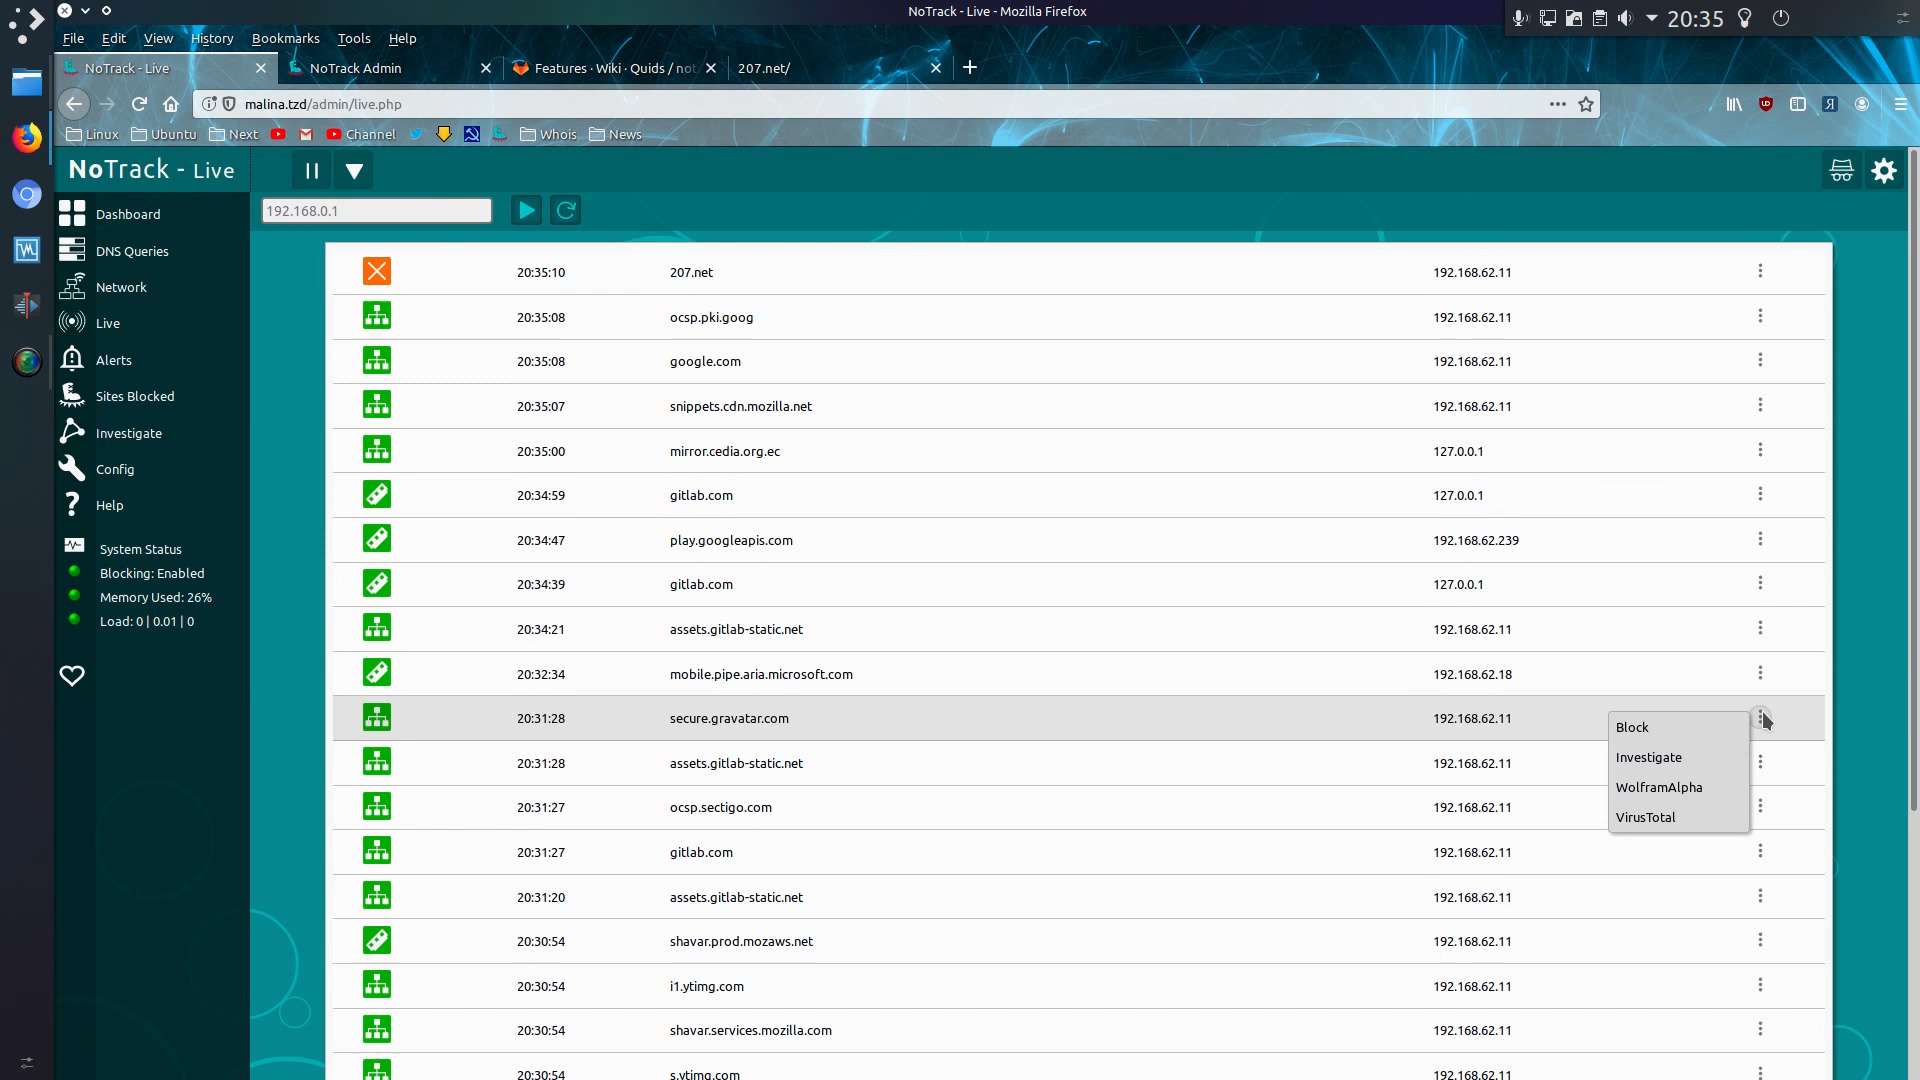 NoTrack - Live - Mozilla Firefox
20:35
File Edit View History Bookmarks Tools Help
NoTrack - Live
NoTrack Admin
Features · Wiki · Quids / not
207.net/
malina.tzd/admin/live.php
Linux Ubuntu Next Channel Whois News
NoTrack - Live
192.168.0.1
Dashboard
DNS Queries
Network
Live
Alerts
Sites Blocked
Investigate
Config
Help
System Status
Blocking: Enabled
Memory Used: 26%
Load: 0 | 0.01 | 0
20:35:10 207.net 192.168.62.11
20:35:08 ocsp.pki.goog 192.168.62.11
20:35:08 google.com 192.168.62.11
20:35:07 snippets.cdn.mozilla.net 192.168.62.11
20:35:00 mirror.cedia.org.ec 127.0.0.1
20:34:59 gitlab.com 127.0.0.1
20:34:47 play.googleapis.com 192.168.62.239
20:34:39 gitlab.com 127.0.0.1
20:34:21 assets.gitlab-static.net 192.168.62.11
20:32:34 mobile.pipe.aria.microsoft.com 192.168.62.18
20:31:28 secure.gravatar.com 192.168.62.11
20:31:28 assets.gitlab-static.net 192.168.62.11
20:31:27 ocsp.sectigo.com 192.168.62.11
20:31:27 gitlab.com 192.168.62.11
20:31:20 assets.gitlab-static.net 192.168.62.11
20:30:54 shavar.prod.mozaws.net 192.168.62.11
20:30:54 i1.ytimg.com 192.168.62.11
20:30:54 shavar.services.mozilla.com 192.168.62.11
20:30:54 s.ytimg.com 192.168.62.11
Block
Investigate
WolframAlpha
VirusTotal